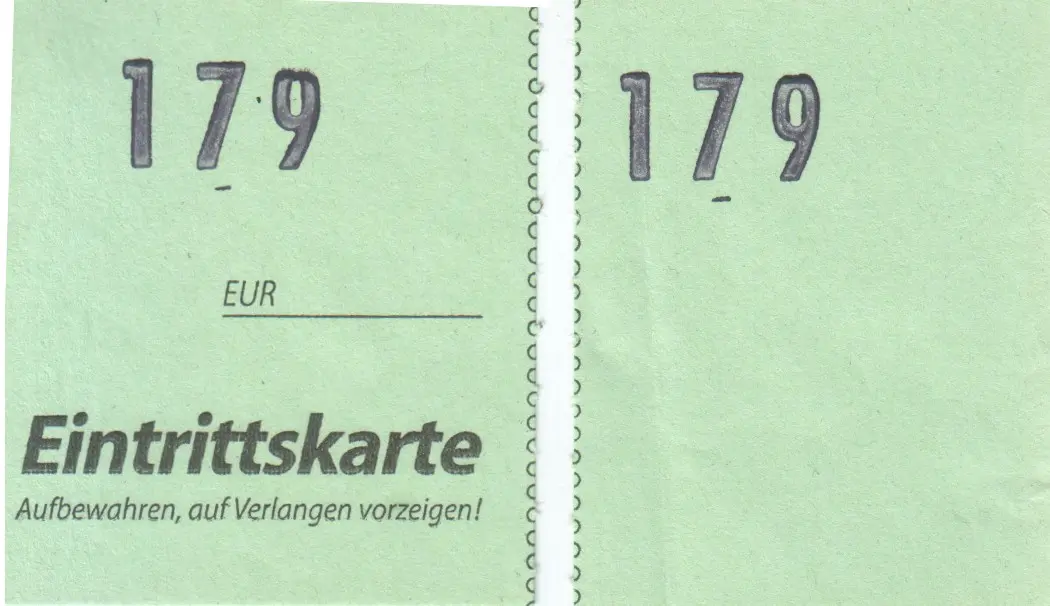 179
179
EUR
Eintrittskarte
Aufbewahren, auf Verlangen vorzeigen!